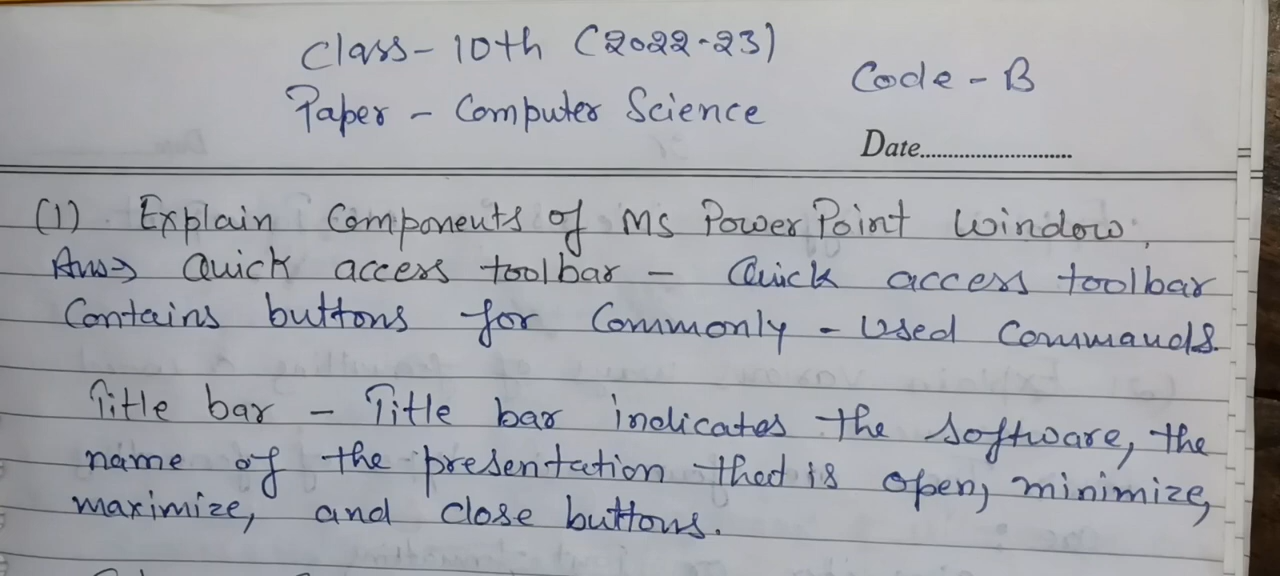 Class- 10th (2022-23)
Code - B
Paper - Computer Science
Date...........................
(1) Explain Components of MS PowerPoint Window.
Ans→ Quick access toolbar - Quick access toolbar
Contains buttons for Commonly - Used Commands.
Title bar - Title bar indicates the software, the
name of the presentation that is open, minimize,
maximize, and close buttons.